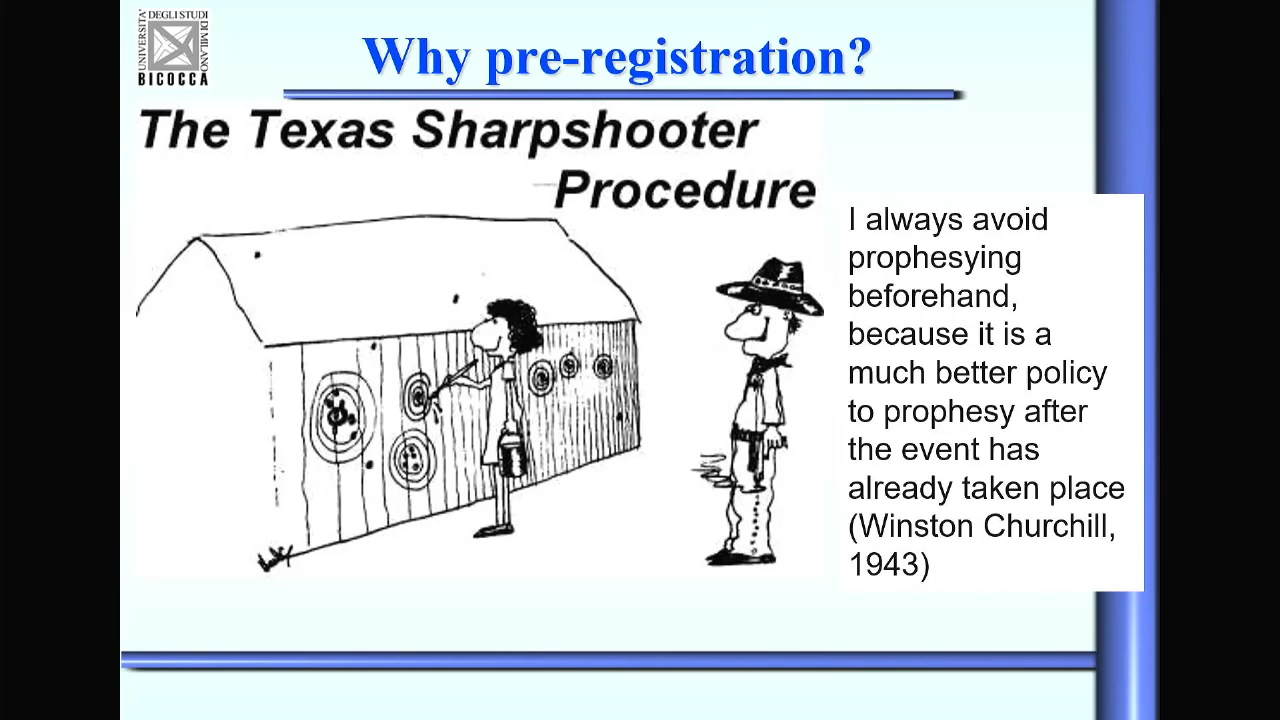 UNIVERSITA'
DEGLI STUDI
DI MILANO
BICOCCA
Why pre-registration?
The Texas Sharpshooter
Procedure
I always avoid
prophesying
beforehand,
because it is a
much better policy
to prophesy after
the event has
already taken place
(Winston Churchill,
1943)